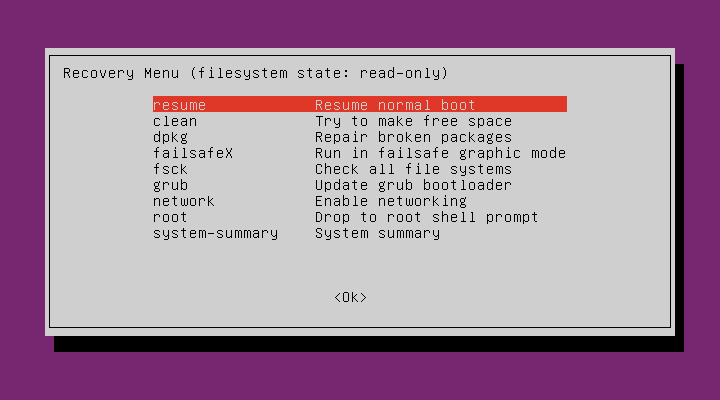 Recovery Menu (filesystem state: read-only)
resume Resume normal boot
clean Try to make free space
dpkg Repair broken packages
failsafeX Run in failsafe graphic mode
fsck Check all file systems
grub Update grub bootloader
network Enable networking
root Drop to root shell prompt
system-summary System summary
<Ok>